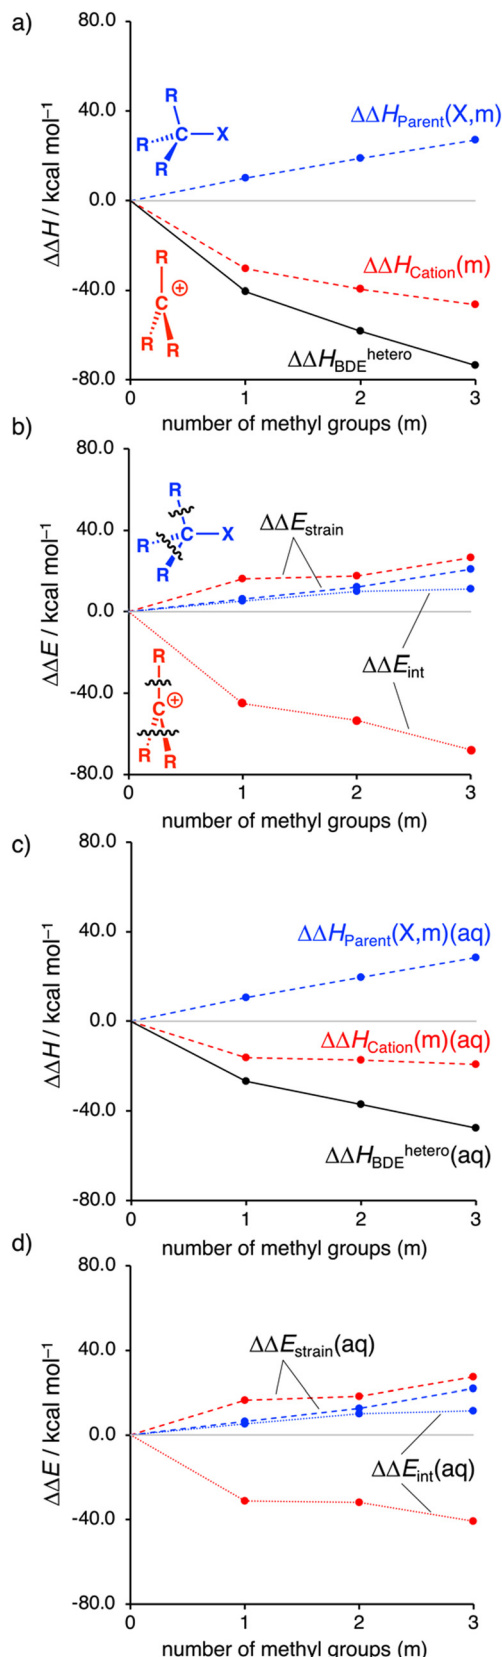 a)
80.0
40.0
0.0
-40.0
-80.0
ΔΔH / kcal mol⁻¹
R
R
R
C
X
ΔΔH_Parent(X,m)
R
C
⊕
R
R
ΔΔH_Cation(m)
ΔΔH_BDE^hetero
0 1 2 3
number of methyl groups (m)
b)
80.0
40.0
0.0
-40.0
-80.0
ΔΔE / kcal mol⁻¹
R
R
R
C
X
ΔΔE_strain
ΔΔE_int
R
C
⊕
R
R
0 1 2 3
number of methyl groups (m)
c)
80.0
40.0
0.0
-40.0
-80.0
ΔΔH / kcal mol⁻¹
ΔΔH_Parent(X,m)(aq)
ΔΔH_Cation(m)(aq)
ΔΔH_BDE^hetero(aq)
0 1 2 3
number of methyl groups (m)
d)
80.0
40.0
0.0
-40.0
-80.0
ΔΔE / kcal mol⁻¹
ΔΔE_strain(aq)
ΔΔE_int(aq)
0 1 2 3
number of methyl groups (m)